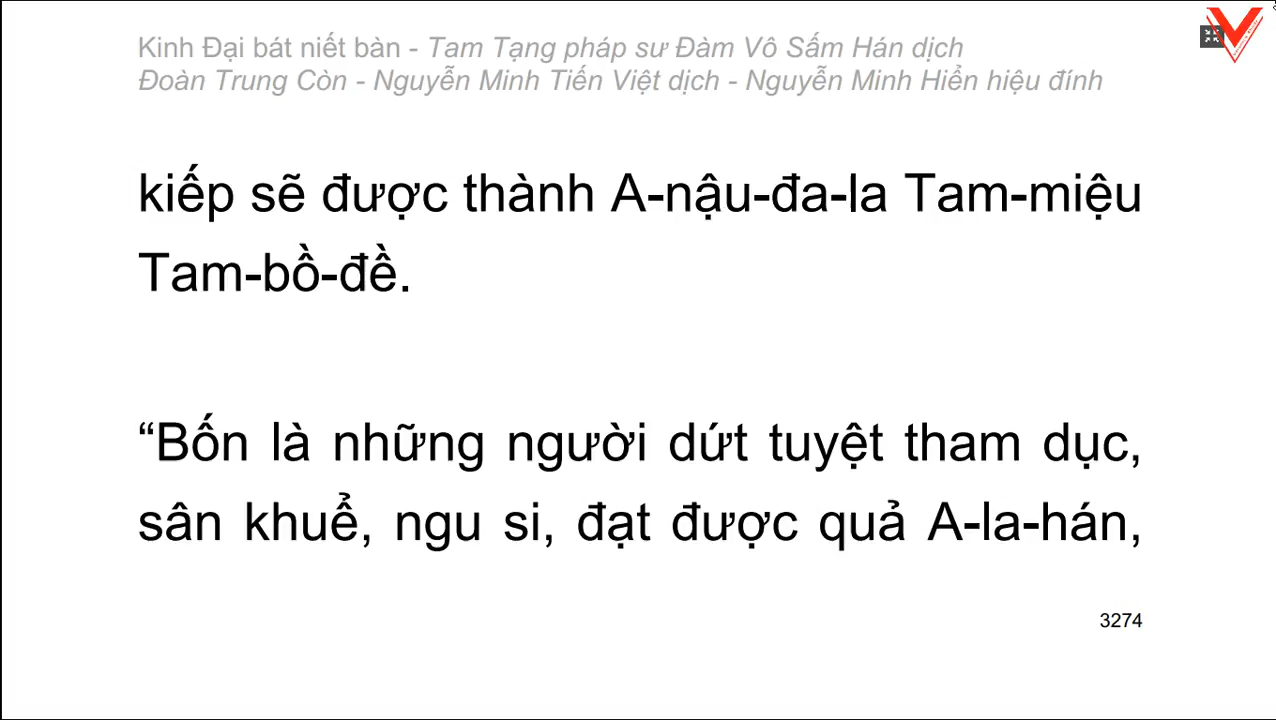 Kinh Đại bát niết bàn - Tam Tạng pháp sư Đàm Vô Sấm Hán dịch
Đoàn Trung Còn - Nguyễn Minh Tiến Việt dịch - Nguyễn Minh Hiển hiệu đính
kiếp sẽ được thành A-nậu-đa-la Tam-miệu
Tam-bồ-đề.
“Bốn là những người dứt tuyệt tham dục,
sân khuể, ngu si, đạt được quả A-la-hán,
3274